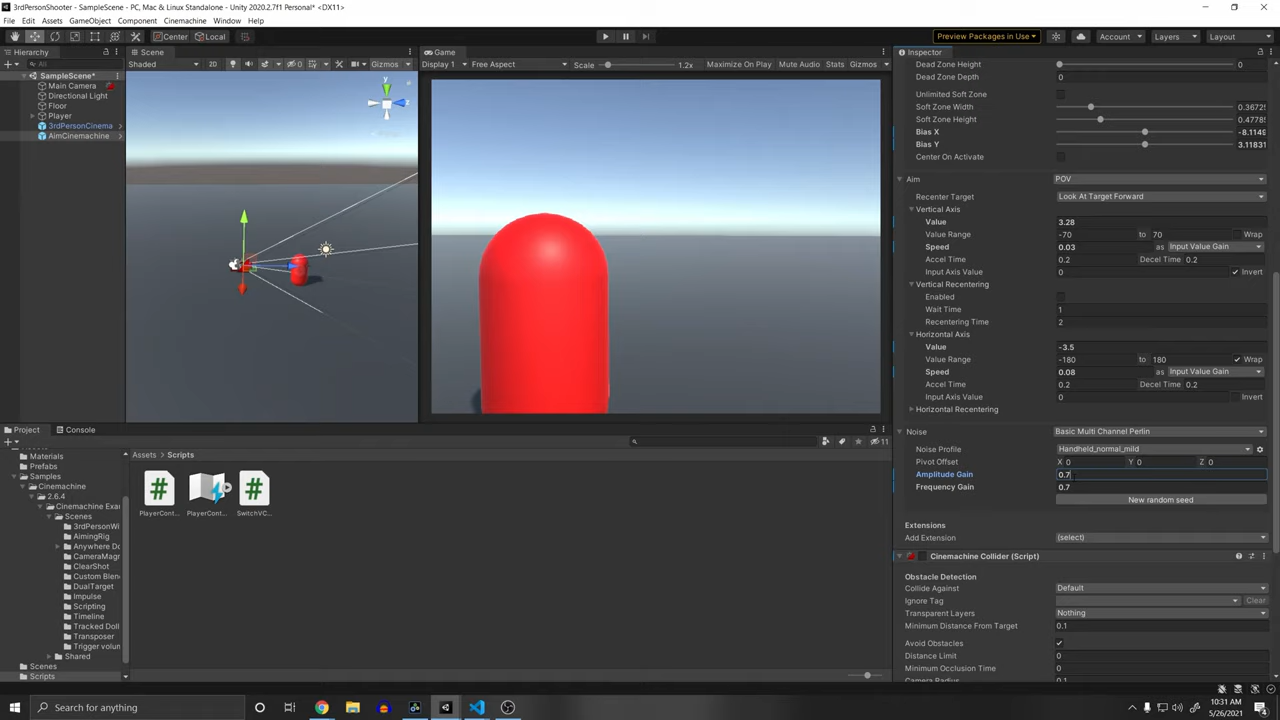 3rdPersonShooter - SampleScene - PC, Mac & Linux Standalone - Unity 2020.2.7f1 Personal* <DX11>
File Edit Assets GameObject Component Cinemachine Window Help
Center Local Preview Packages in Use Account Layers Layout
Hierarchy
All
SampleScene*
Main Camera
Directional Light
Floor
Player
3rdPersonCinema
AimCinemachine
Scene
Shaded 2D 0 Gizmos
y
z
Game
Display 1 Free Aspect Scale 1.2x Maximize On Play Mute Audio Stats Gizmos
Inspector
Dead Zone Height 0
Dead Zone Depth 0
Unlimited Soft Zone
Soft Zone Width 0.3672
Soft Zone Height 0.4778
Bias X -8.1149
Bias Y 3.11831
Center On Activate
Aim POV
Recenter Target Look At Target Forward
Vertical Axis
Value 3.28
Value Range -70 to 70 Wrap
Speed 0.03 as Input Value Gain
Accel Time 0.2 Decel Time 0.2
Input Axis Value 0 Invert
Vertical Recentering
Enabled
Wait Time 1
Recentering Time 2
Horizontal Axis
Value -3.5
Value Range -180 to 180 Wrap
Speed 0.08 as Input Value Gain
Accel Time 0.2 Decel Time 0.2
Input Axis Value 0 Invert
Horizontal Recentering
Noise Basic Multi Channel Perlin
Noise Profile Handheld_normal_mild
Pivot Offset X 0 Y 0 Z 0
Amplitude Gain 0.7
Frequency Gain 0.7
New random seed
Extensions
Add Extension (select)
Cinemachine Collider (Script)
Obstacle Detection
Collide Against Default
Ignore Tag Clear
Transparent Layers Nothing
Minimum Distance From Target 0.1
Avoid Obstacles
Distance Limit 0
Minimum Occlusion Time 0
Camera Radius 0.1
Project Console
11
Materials
Prefabs
Samples
Cinemachine
2.6.4
Cinemachine Exa
Scenes
3rdPersonWi
AimingRig
Anywhere Do
CameraMagn
ClearShot
Custom Blend
DualTarget
Impulse
Scripting
Timeline
Tracked Doll
Transposer
Trigger volum
Shared
Scenes
Scripts
Assets > Scripts
PlayerCont... PlayerCont... SwitchVC...
Type here to search
10:31 AM
5/26/2021
4